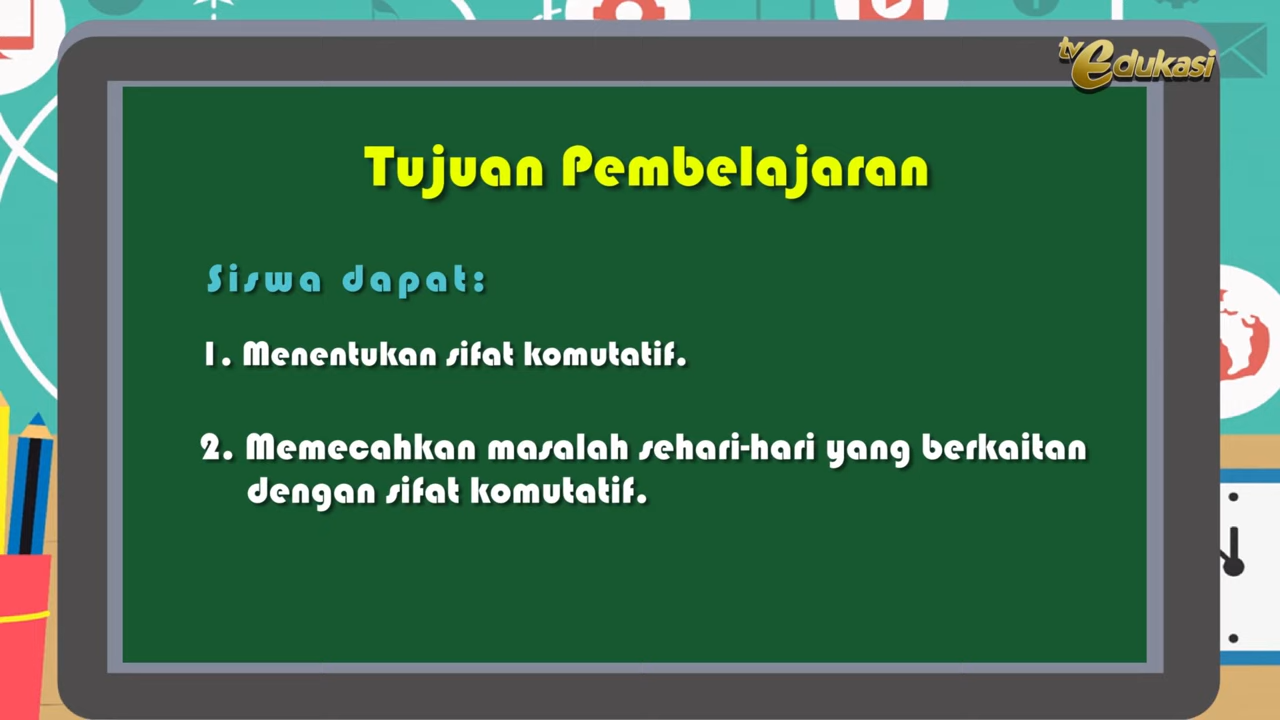 tv edukasi
Tujuan Pembelajaran
Siswa dapat:
1. Menentukan sifat komutatif.
2. Memecahkan masalah sehari-hari yang berkaitan
dengan sifat komutatif.